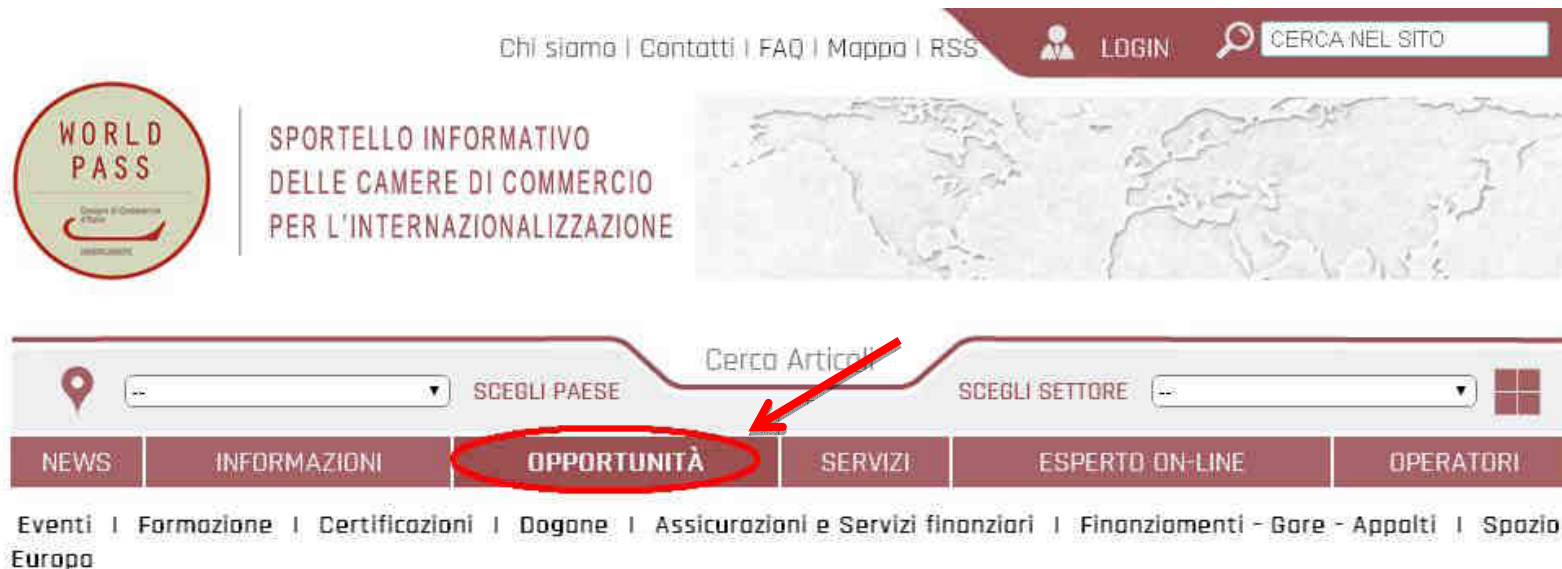 Chi siamo | Contatti | FAQ | Mappa | RSS
LOGIN
CERCA NEL SITO
WORLD
PASS
SPORTELLO INFORMATIVO
DELLE CAMERE DI COMMERCIO
PER L'INTERNAZIONALIZZAZIONE
Cerca Articoli
-- SCEGLI PAESE
SCEGLI SETTORE --
NEWS INFORMAZIONI OPPORTUNITÀ SERVIZI ESPERTO ON-LINE OPERATORI
Eventi | Formazione | Certificazioni | Dogane | Assicurazioni e Servizi finanziari | Finanziamenti - Gare - Appalti | Spazio
Europa